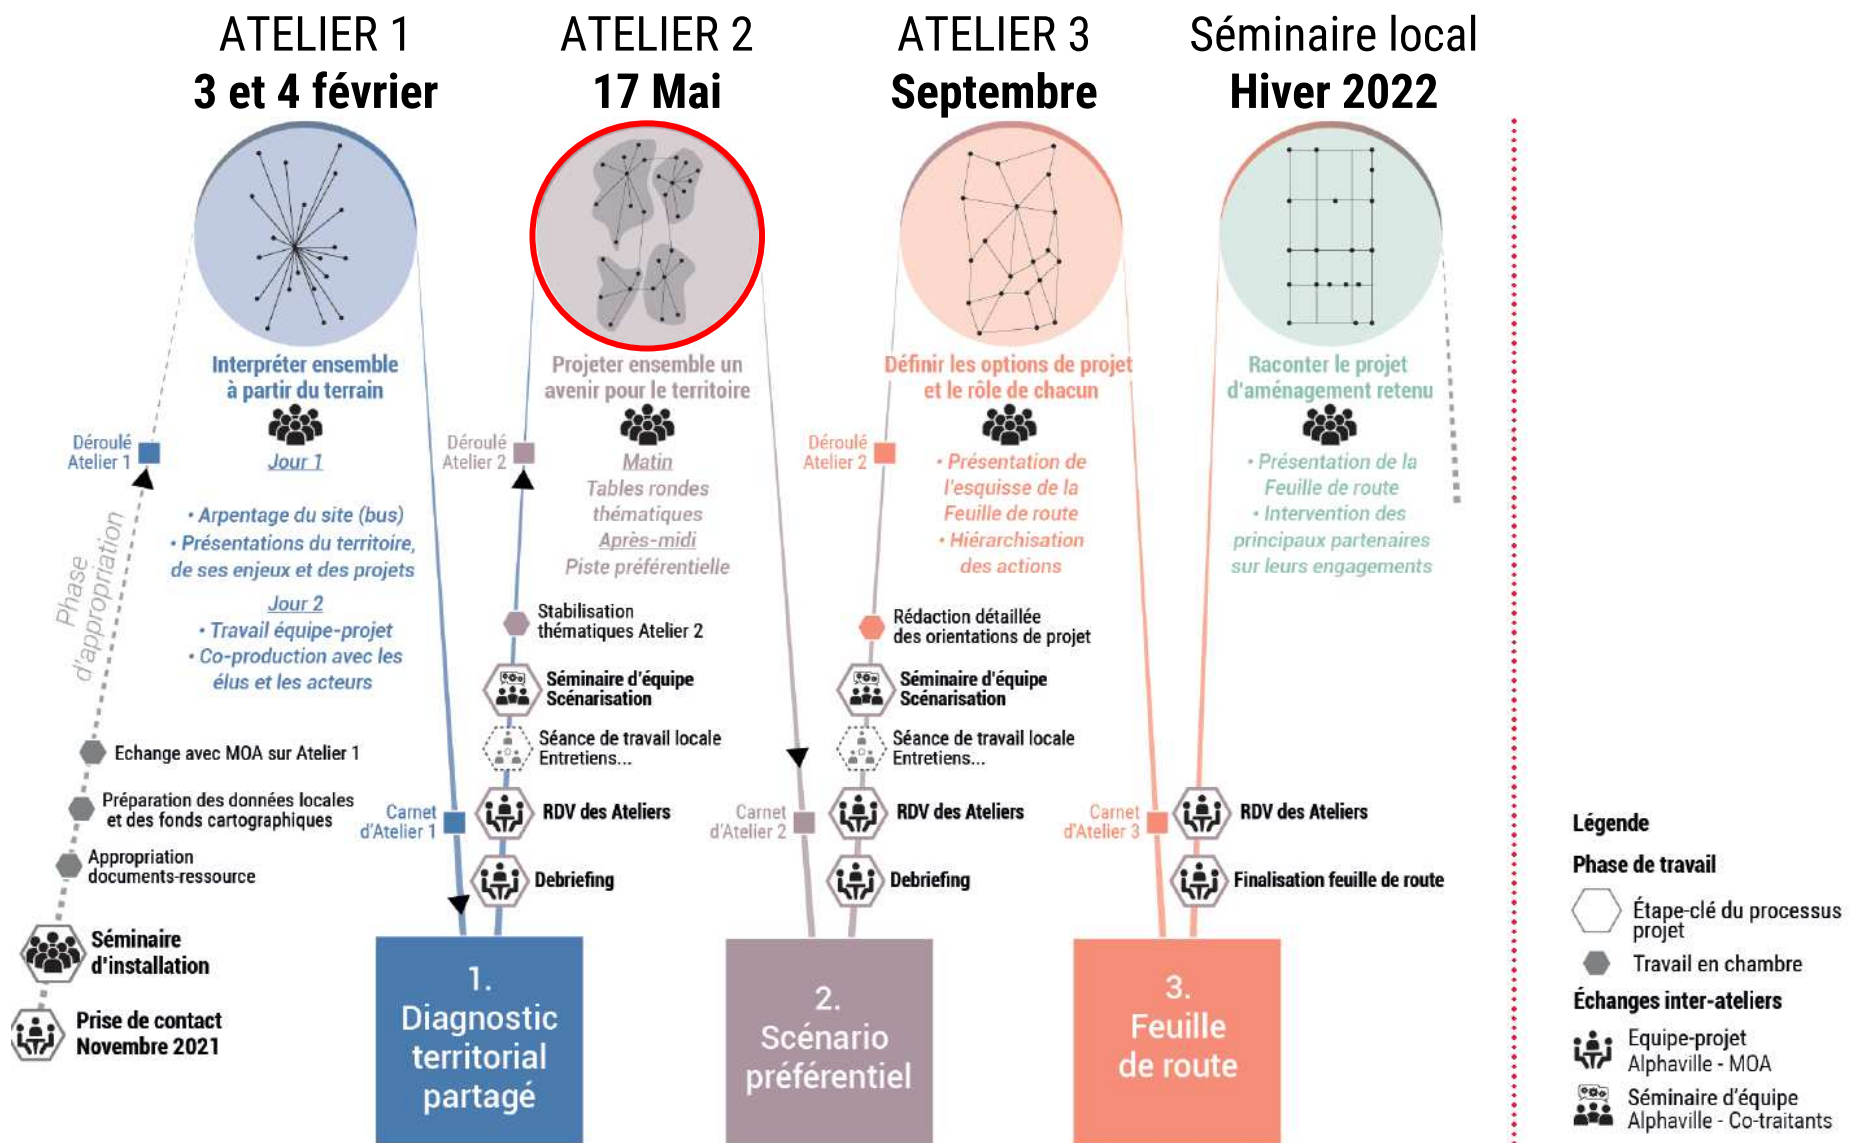 ATELIER 1
3 et 4 février
ATELIER 2
17 Mai
ATELIER 3
Septembre
Séminaire local
Hiver 2022
Interpréter ensemble
à partir du terrain
Déroulé
Atelier 1
Jour 1
• Arpentage du site (bus)
• Présentations du territoire,
de ses enjeux et des projets
Jour 2
• Travail équipe-projet
• Co-production avec les
élus et les acteurs
Phase
d'appropriation
Echange avec MOA sur Atelier 1
Préparation des données locales
et des fonds cartographiques
Appropriation
documents-ressource
Séminaire
d'installation
Prise de contact
Novembre 2021
Carnet
d'Atelier 1
1.
Diagnostic
territorial
partagé
Projeter ensemble un
avenir pour le territoire
Déroulé
Atelier 2
Matin
Tables rondes
thématiques
Après-midi
Piste préférentielle
Stabilisation
thématiques Atelier 2
Séminaire d'équipe
Scénarisation
Séance de travail locale
Entretiens...
RDV des Ateliers
Debriefing
Carnet
d'Atelier 2
2.
Scénario
préférentiel
Définir les options de projet
et le rôle de chacun
Déroulé
Atelier 2
• Présentation de
l'esquisse de la
Feuille de route
• Hiérarchisation
des actions
Rédaction détaillée
des orientations de projet
Séminaire d'équipe
Scénarisation
Séance de travail locale
Entretiens...
RDV des Ateliers
Debriefing
Carnet
d'Atelier 3
3.
Feuille
de route
Raconter le projet
d'aménagement retenu
• Présentation de la
Feuille de route
• Intervention des
principaux partenaires
sur leurs engagements
RDV des Ateliers
Finalisation feuille de route
Légende
Phase de travail
Étape-clé du processus
projet
Travail en chambre
Échanges inter-ateliers
Equipe-projet
Alphaville - MOA
Séminaire d'équipe
Alphaville - Co-traitants